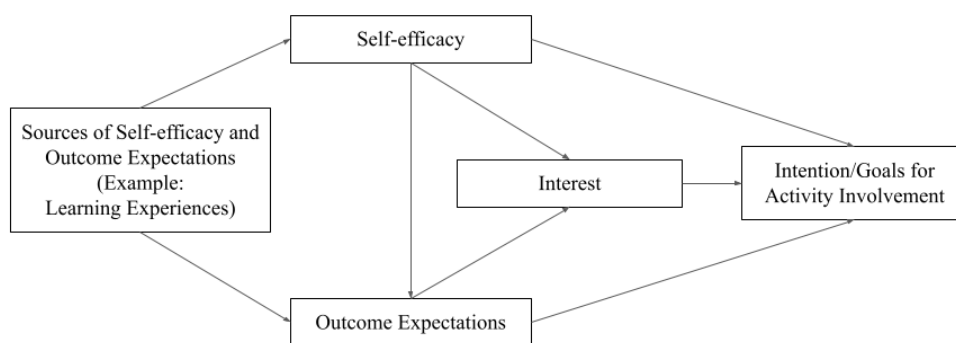 Self-efficacy
Sources of Self-efficacy and
Outcome Expectations
(Example:
Learning Experiences)
Interest
Intention/Goals for
Activity Involvement
Outcome Expectations